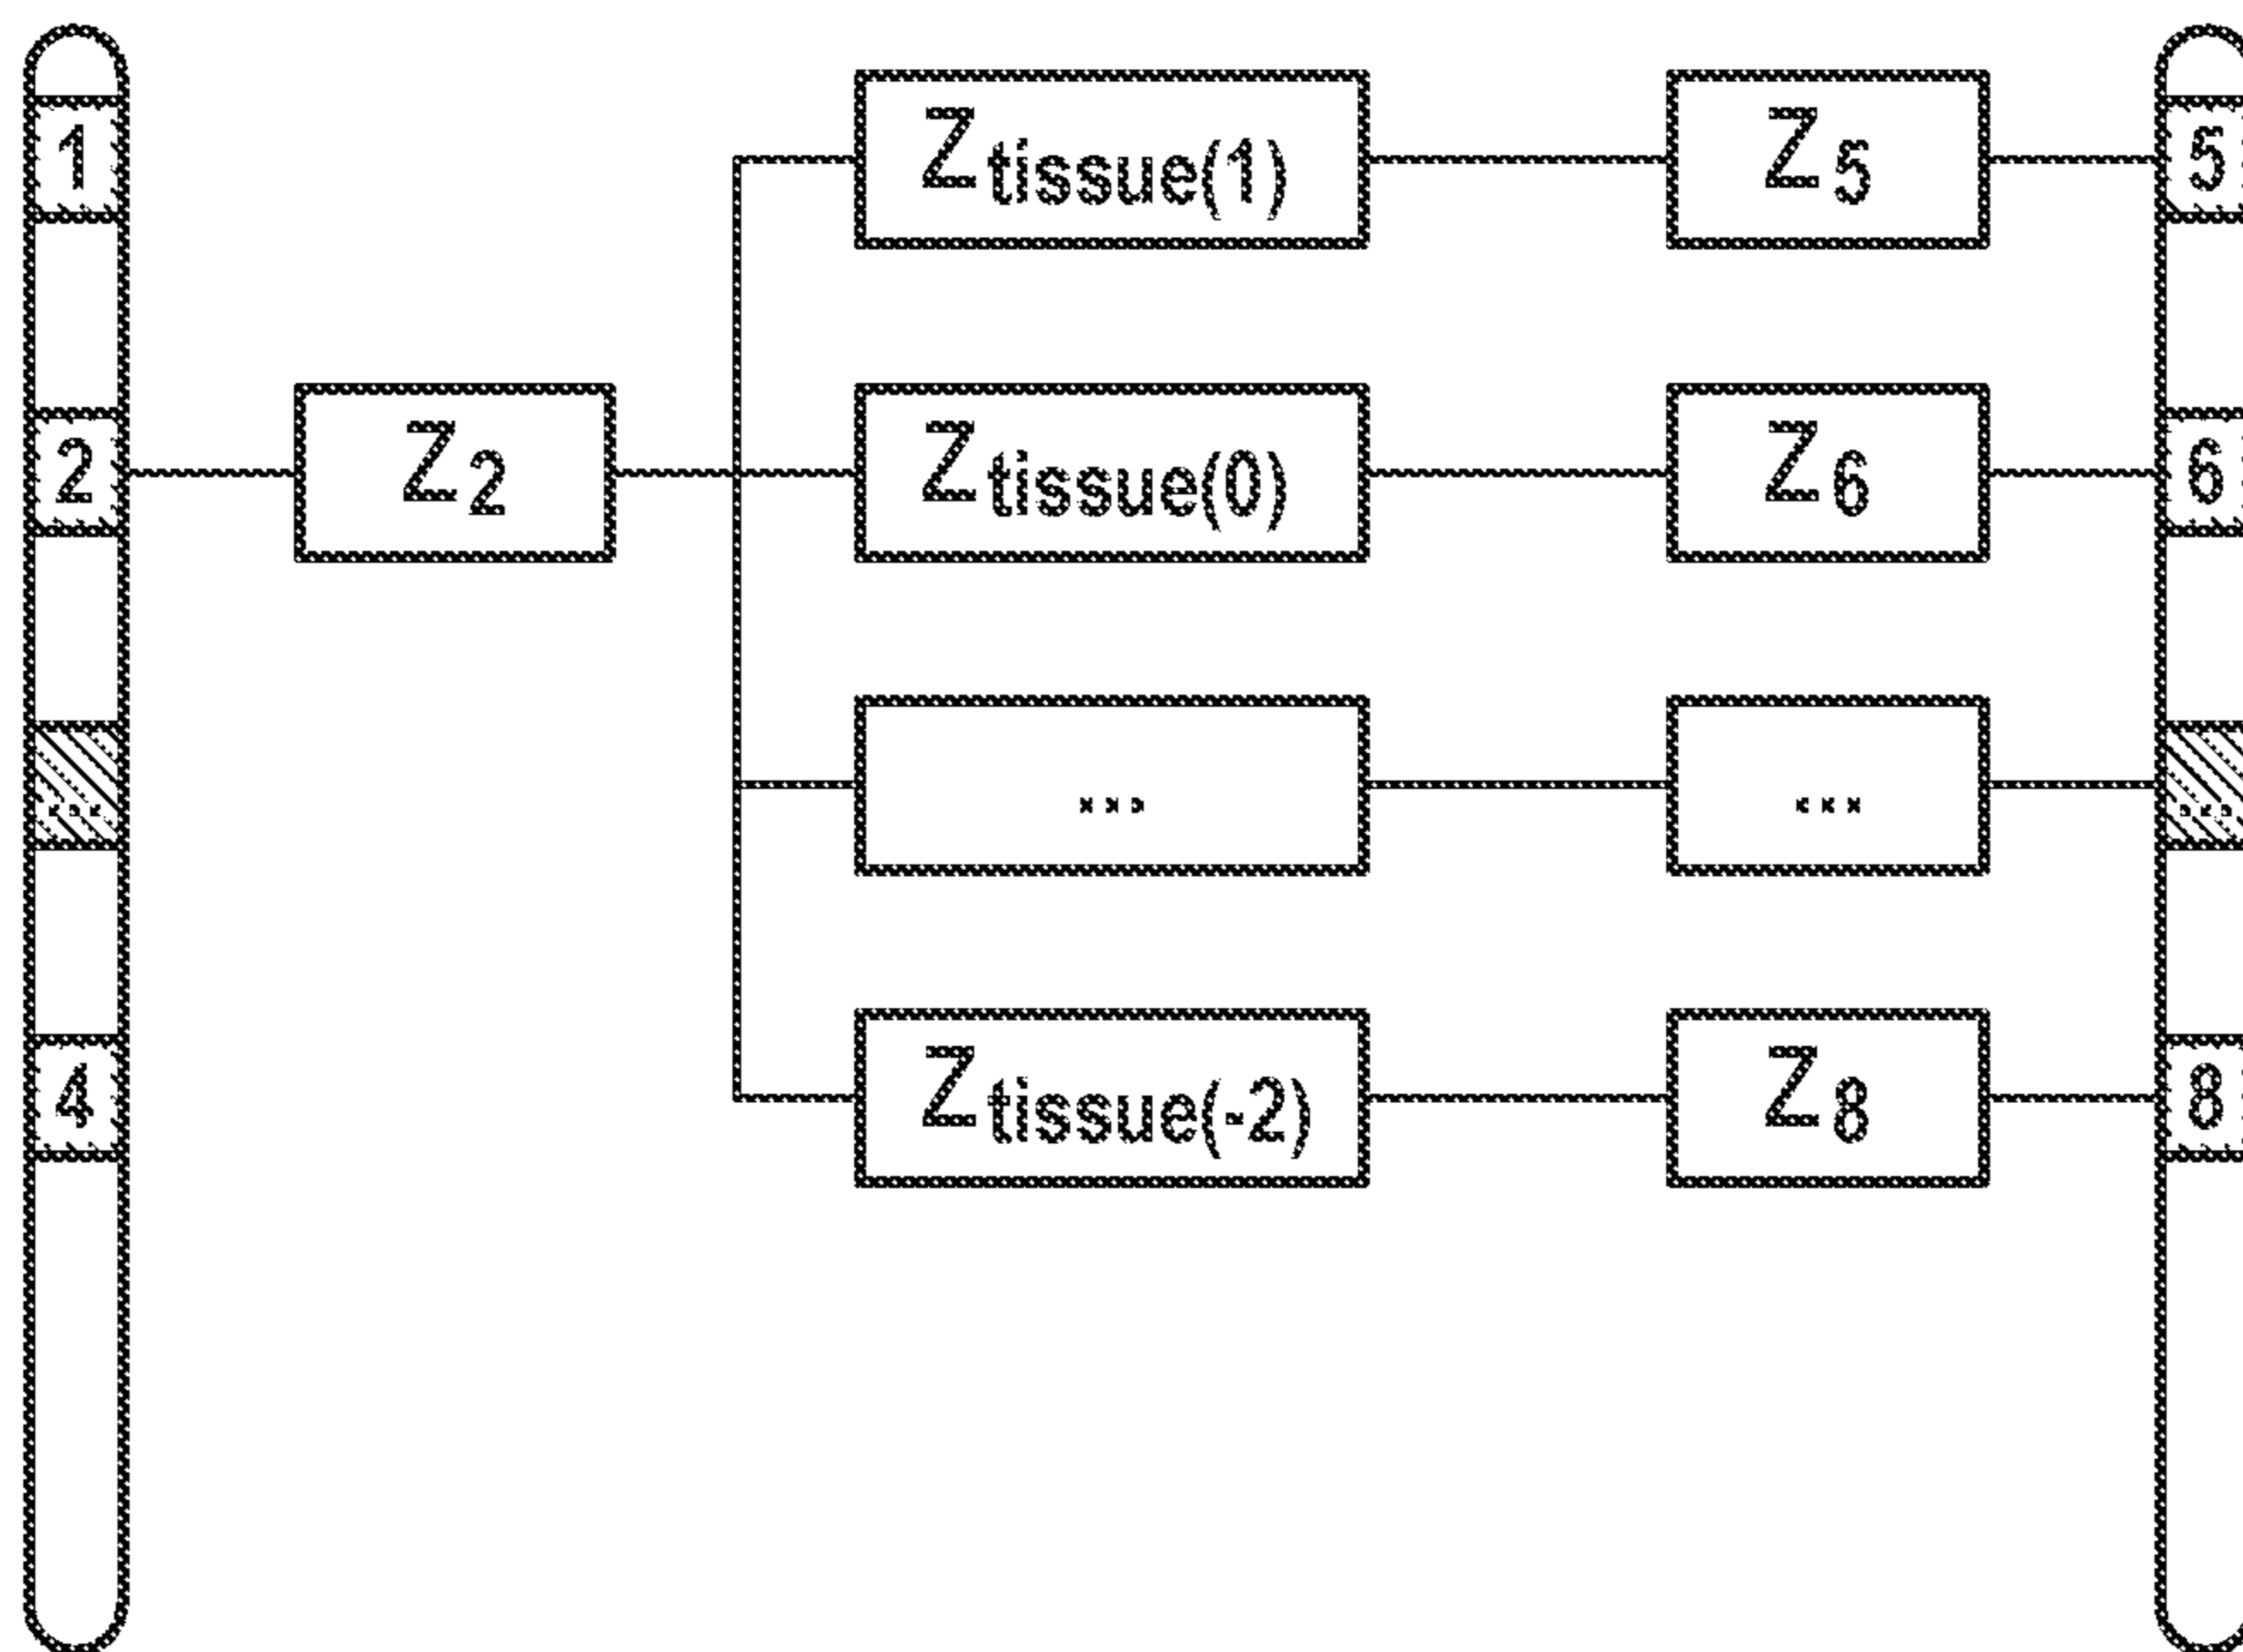 1 Ztissue(1) Z5 5
2 Z2 Ztissue(0) Z6 6
... ... ... ...
4 Ztissue(-2) Z8 8